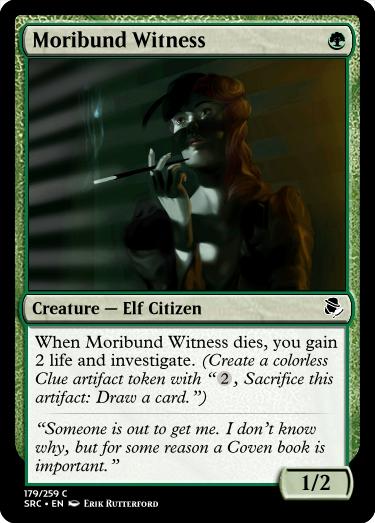 Moribund Witness
Creature — Elf Citizen
When Moribund Witness dies, you gain
2 life and investigate. (Create a colorless
Clue artifact token with “2, Sacrifice this
artifact: Draw a card.”)
“Someone is out to get me. I don’t know
why, but for some reason a Coven book is
important.”
1/2
179/259 C
SRC • EN Erik Rutterford